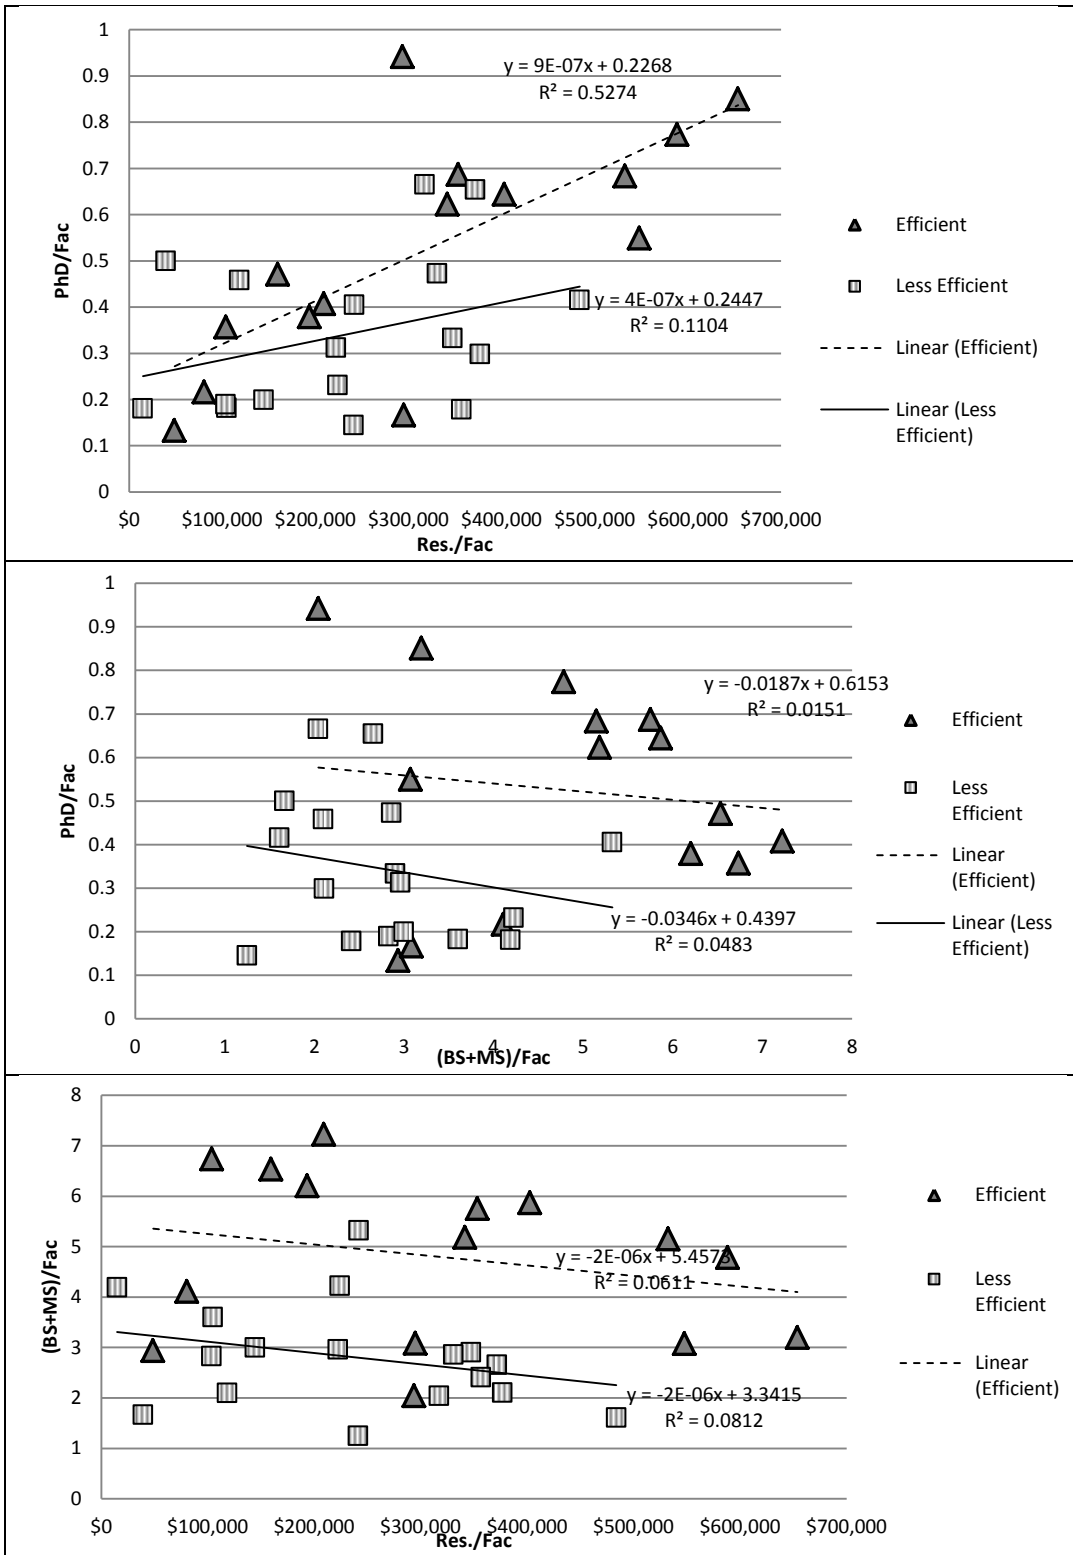 1
0.9
0.8
0.7
0.6
0.5
0.4
0.3
0.2
0.1
0
PhD/Fac
y = 9E-07x + 0.2268
R² = 0.5274
y = 4E-07x + 0.2447
R² = 0.1104
$0 $100,000 $200,000 $300,000 $400,000 $500,000 $600,000 $700,000
Res./Fac
Efficient
Less Efficient
Linear (Efficient)
Linear (Less
Efficient)
1
0.9
0.8
0.7
0.6
0.5
0.4
0.3
0.2
0.1
0
PhD/Fac
y = -0.0187x + 0.6153
R² = 0.0151
y = -0.0346x + 0.4397
R² = 0.0483
0 1 2 3 4 5 6 7 8
(BS+MS)/Fac
Efficient
Less
Efficient
Linear
(Efficient)
Linear (Less
Efficient)
8
7
6
5
4
3
2
1
0
(BS+MS)/Fac
y = -2E-06x + 5.4573
R² = 0.0611
y = -2E-06x + 3.3415
R² = 0.0812
$0 $100,000 $200,000 $300,000 $400,000 $500,000 $600,000 $700,000
Res./Fac
Efficient
Less
Efficient
Linear
(Efficient)